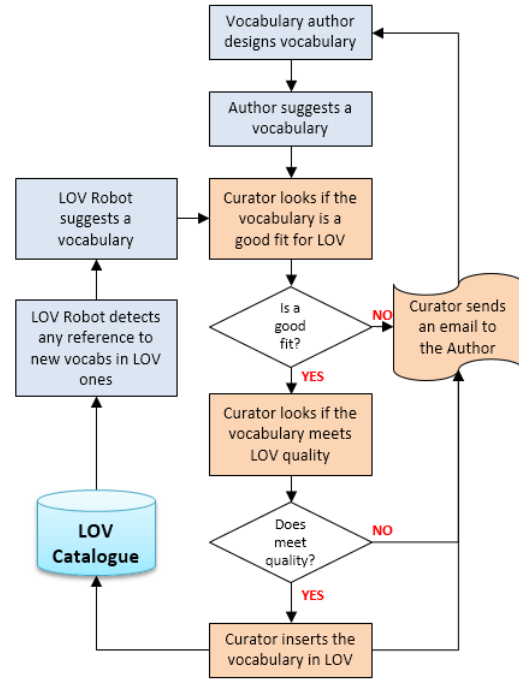 Vocabulary author
designs vocabulary
Author suggests a
vocabulary
LOV Robot
suggests a
vocabulary
Curator looks if the
vocabulary is a
good fit for LOV
LOV Robot detects
any reference to
new vocabs in LOV
ones
Is a
good
fit?
NO
Curator sends
an email to
the Author
YES
Curator looks if the
vocabulary meets
LOV quality
LOV
Catalogue
Does
meet
quality?
NO
YES
Curator inserts the
vocabulary in LOV